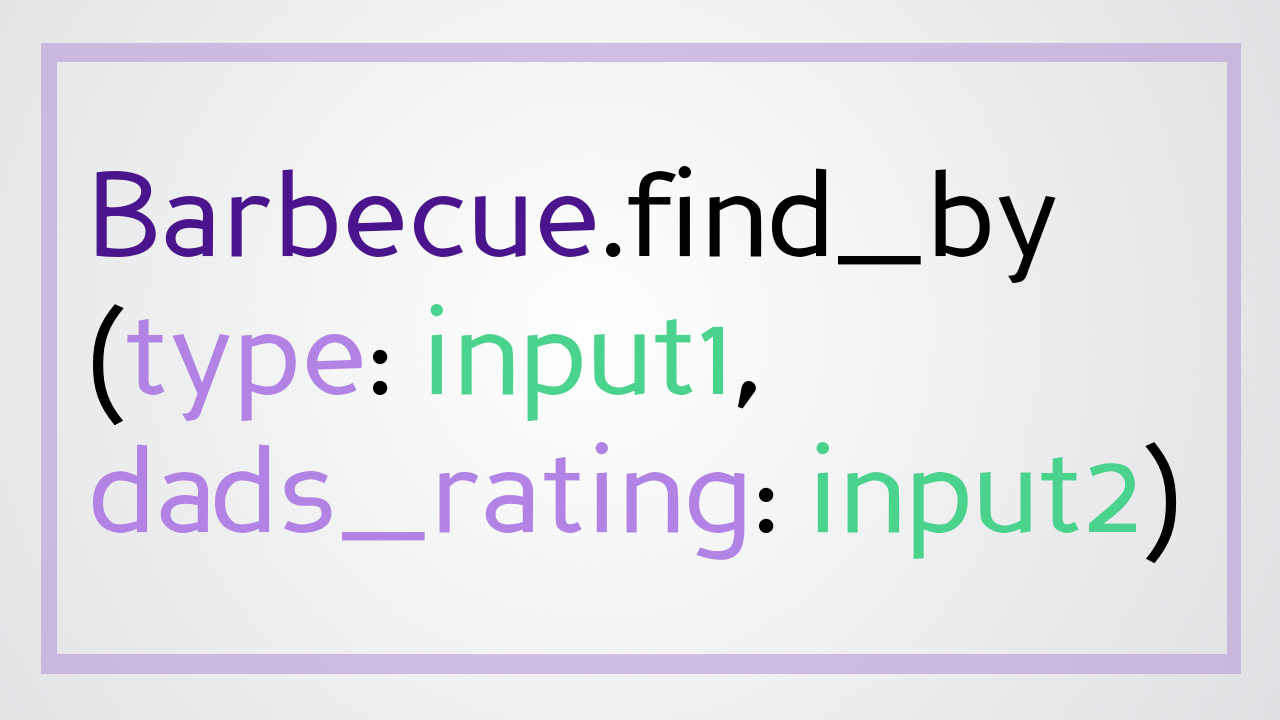 Barbecue.find_by
(type: input1,
dads_rating: input2)